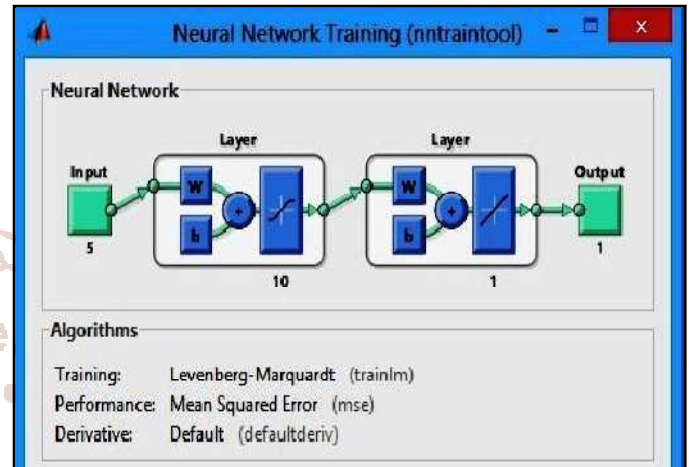 Neural Network Training (nntraintool)
Neural Network
Layer Layer
Input Output
W W
b + b +
5 10 1 1
Algorithms
Training: Levenberg-Marquardt (trainlm)
Performance: Mean Squared Error (mse)
Derivative: Default (defaultderiv)